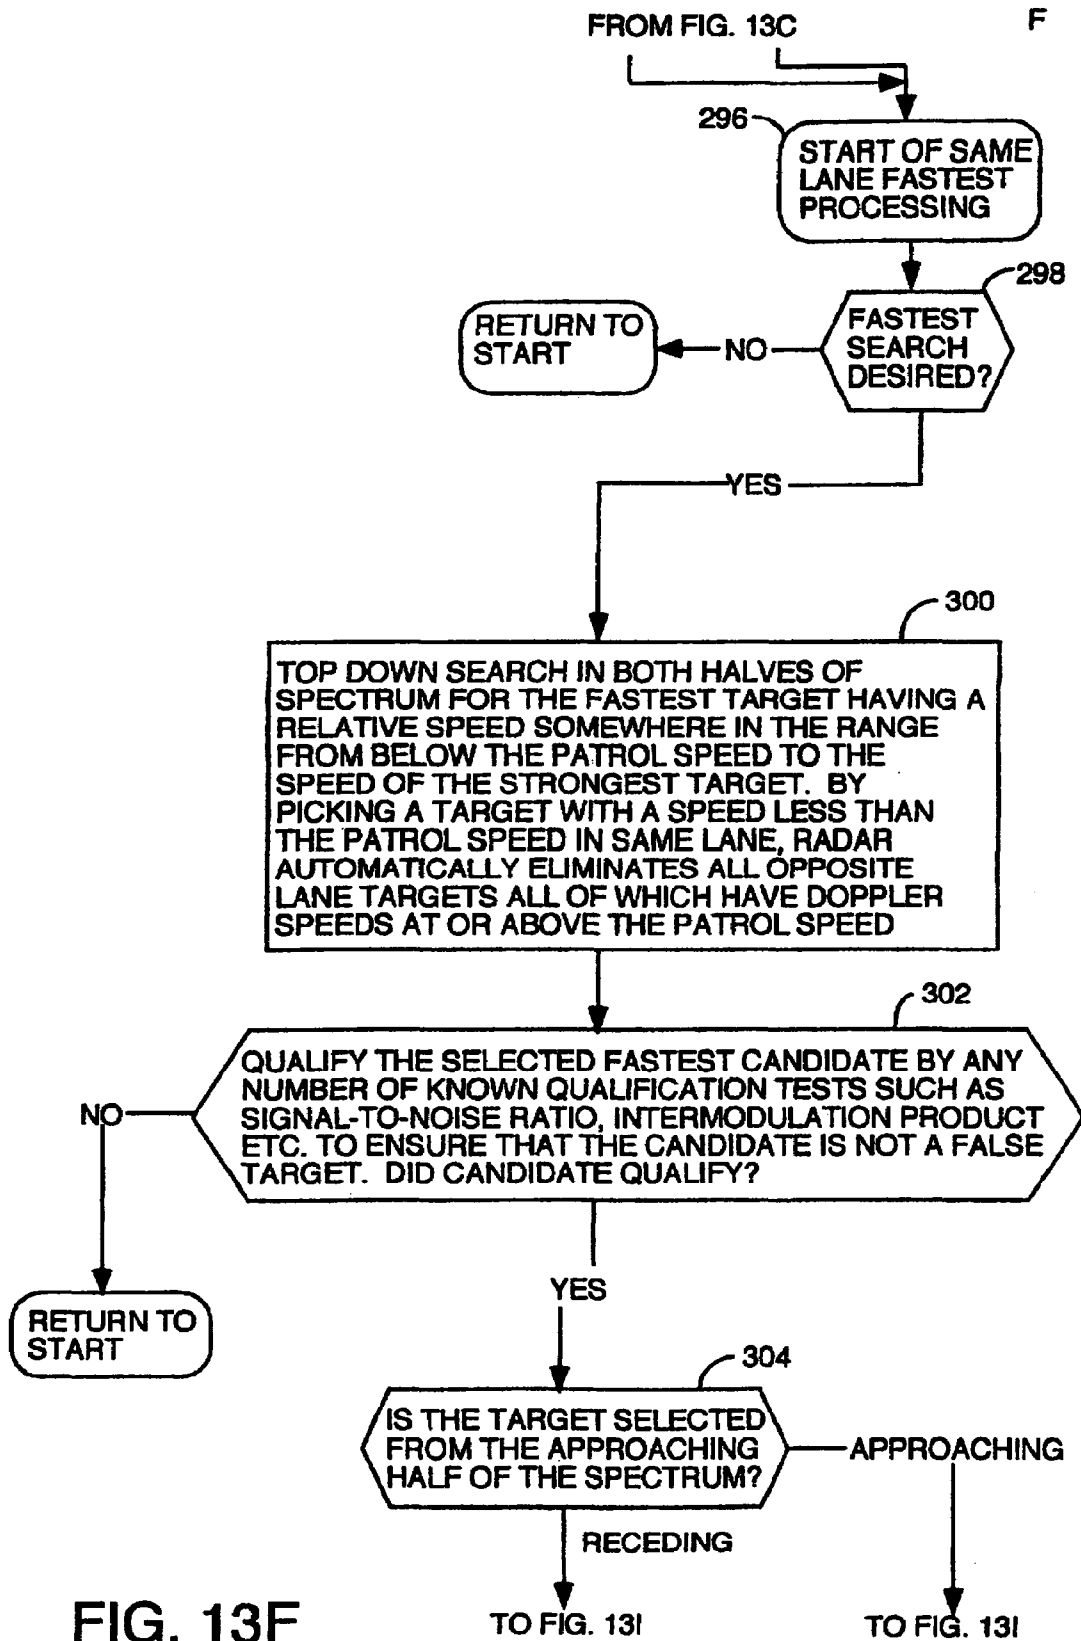 FROM FIG. 13C
F
296
START OF SAME
LANE FASTEST
PROCESSING
298
FASTEST
SEARCH
DESIRED?
NO
RETURN TO
START
YES
300
TOP DOWN SEARCH IN BOTH HALVES OF
SPECTRUM FOR THE FASTEST TARGET HAVING A
RELATIVE SPEED SOMEWHERE IN THE RANGE
FROM BELOW THE PATROL SPEED TO THE
SPEED OF THE STRONGEST TARGET. BY
PICKING A TARGET WITH A SPEED LESS THAN
THE PATROL SPEED IN SAME LANE, RADAR
AUTOMATICALLY ELIMINATES ALL OPPOSITE
LANE TARGETS ALL OF WHICH HAVE DOPPLER
SPEEDS AT OR ABOVE THE PATROL SPEED
302
QUALIFY THE SELECTED FASTEST CANDIDATE BY ANY
NUMBER OF KNOWN QUALIFICATION TESTS SUCH AS
SIGNAL-TO-NOISE RATIO, INTERMODULATION PRODUCT
ETC. TO ENSURE THAT THE CANDIDATE IS NOT A FALSE
TARGET. DID CANDIDATE QUALIFY?
NO
RETURN TO
START
YES
304
IS THE TARGET SELECTED
FROM THE APPROACHING
HALF OF THE SPECTRUM?
APPROACHING
RECEDING
TO FIG. 13I
TO FIG. 13I
FIG. 13F